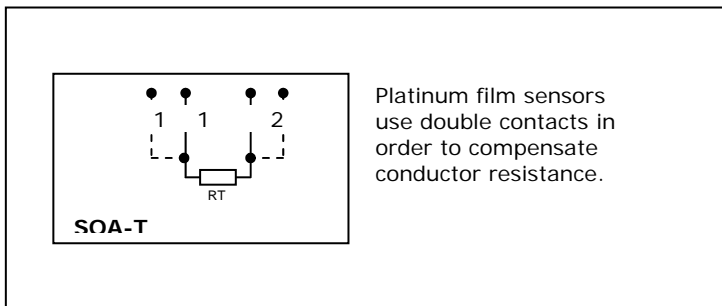 1 1 2
RT
SOA-T
Platinum film sensors
use double contacts in
order to compensate
conductor resistance.